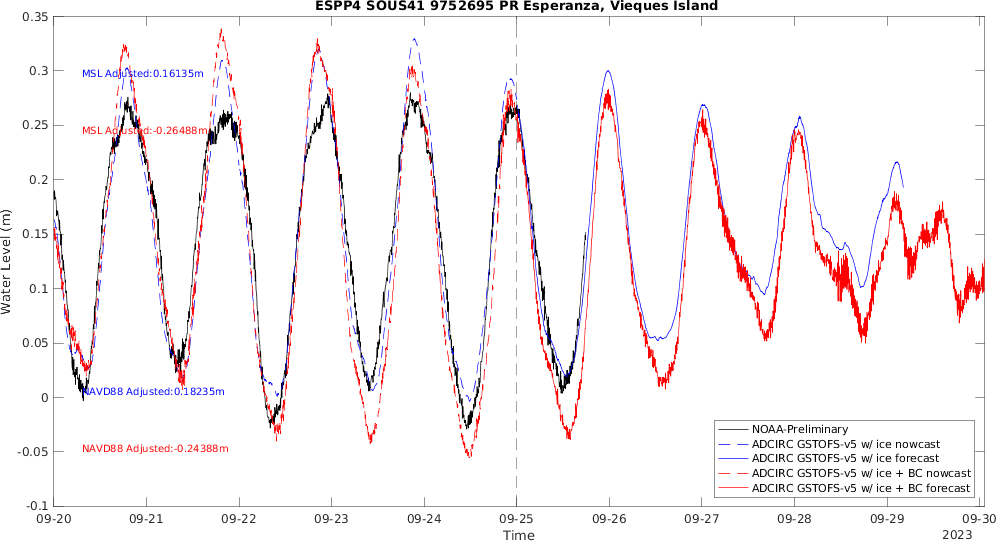 ESPP4 SOUS41 9752695 PR Esperanza, Vieques Island
0.35
0.3
0.25
0.2
0.15
0.1
0.05
0
-0.05
-0.1
Water Level (m)
MSL Adjusted:0.16135m
MSL Adjusted:-0.26488m
NAVD88 Adjusted:0.18235m
NAVD88 Adjusted:-0.24388m
NOAA-Preliminary
ADCIRC GSTOFS-v5 w/ ice nowcast
ADCIRC GSTOFS-v5 w/ ice forecast
ADCIRC GSTOFS-v5 w/ ice + BC nowcast
ADCIRC GSTOFS-v5 w/ ice + BC forecast
09-20 09-21 09-22 09-23 09-24 09-25 09-26 09-27 09-28 09-29 09-30
Time
2023